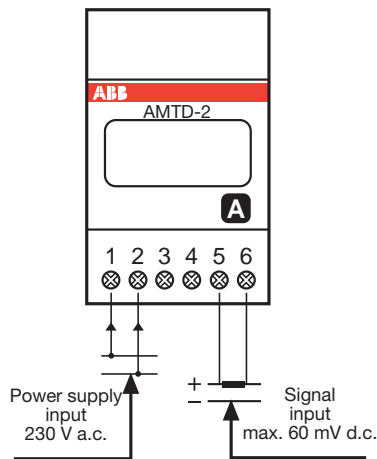 ABB
AMTD-2
A
1 2 3 4 5 6
+
−
Power supply
input
230 V a.c.
Signal
input
max. 60 mV d.c.